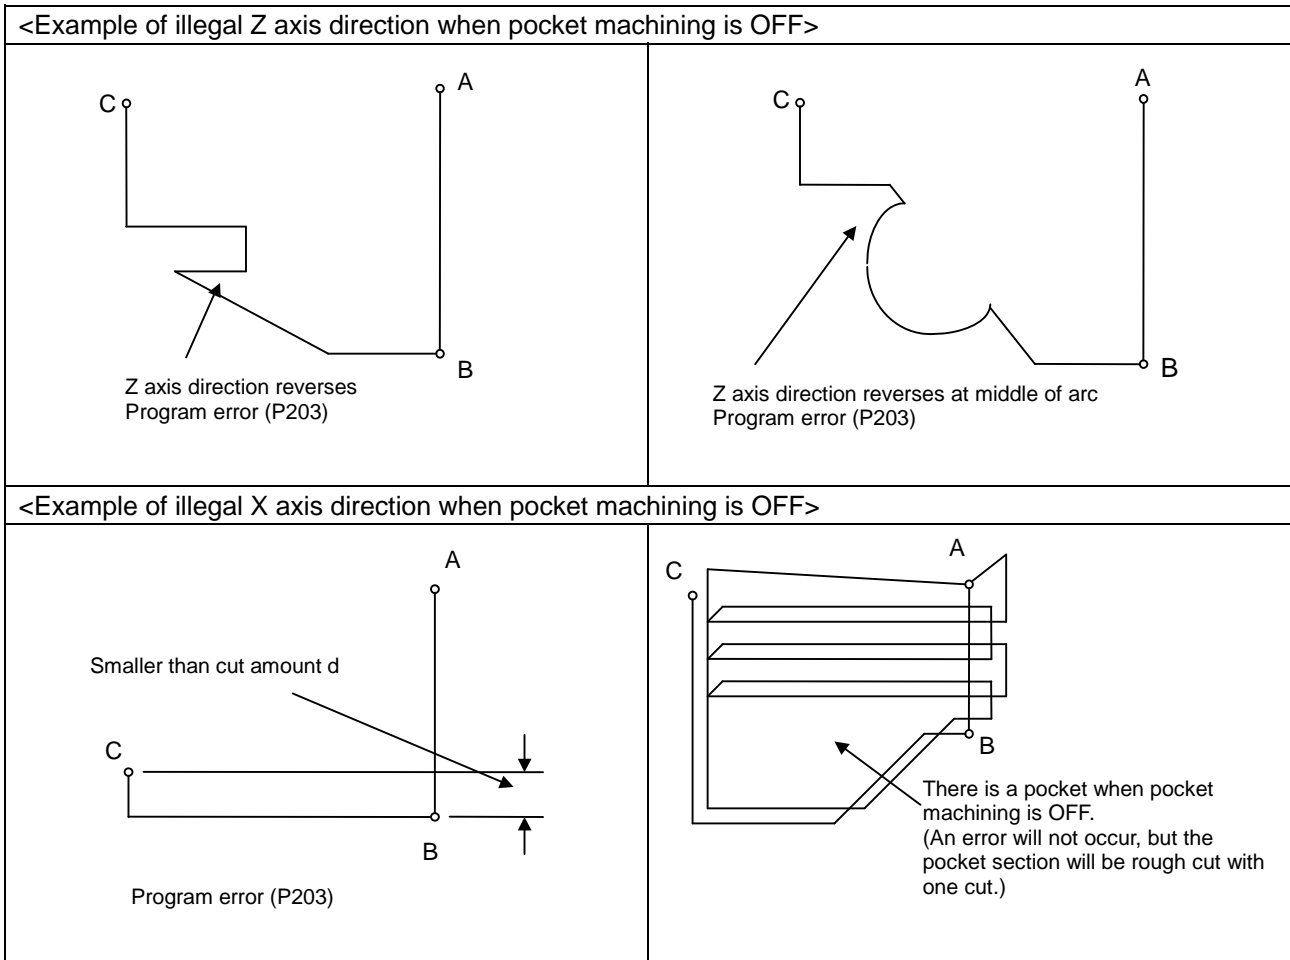 <Example of illegal Z axis direction when pocket machining is OFF>
A
C
B
Z axis direction reverses
Program error (P203)
A
C
B
Z axis direction reverses at middle of arc
Program error (P203)
<Example of illegal X axis direction when pocket machining is OFF>
A
Smaller than cut amount d
C
B
Program error (P203)
A
C
B
There is a pocket when pocket
machining is OFF.
(An error will not occur, but the
pocket section will be rough cut with
one cut.)